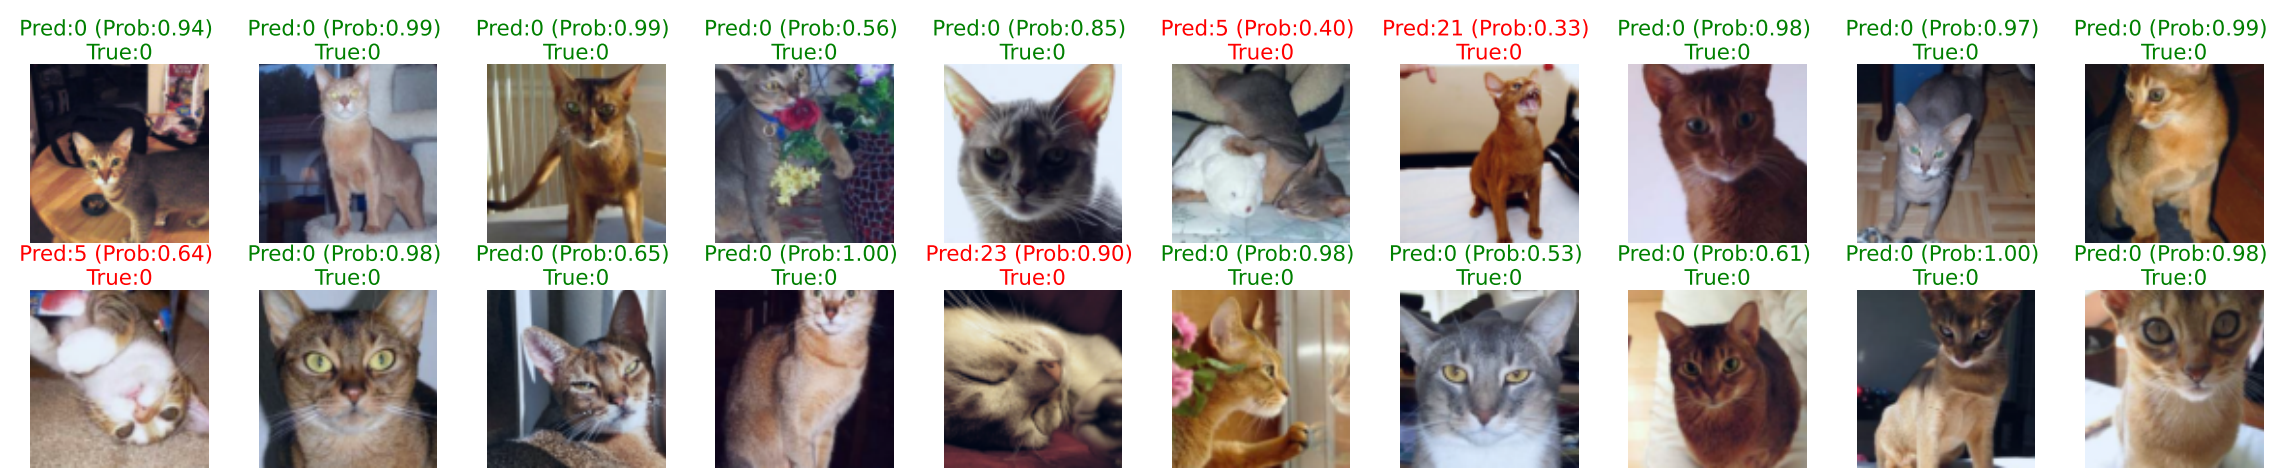 Pred:0 (Prob:0.94)
True:0
Pred:0 (Prob:0.99)
True:0
Pred:0 (Prob:0.99)
True:0
Pred:0 (Prob:0.56)
True:0
Pred:0 (Prob:0.85)
True:0
Pred:5 (Prob:0.40)
True:0
Pred:21 (Prob:0.33)
True:0
Pred:0 (Prob:0.98)
True:0
Pred:0 (Prob:0.97)
True:0
Pred:0 (Prob:0.99)
True:0
Pred:5 (Prob:0.64)
True:0
Pred:0 (Prob:0.98)
True:0
Pred:0 (Prob:0.65)
True:0
Pred:0 (Prob:1.00)
True:0
Pred:23 (Prob:0.90)
True:0
Pred:0 (Prob:0.98)
True:0
Pred:0 (Prob:0.53)
True:0
Pred:0 (Prob:0.61)
True:0
Pred:0 (Prob:1.00)
True:0
Pred:0 (Prob:0.98)
True:0